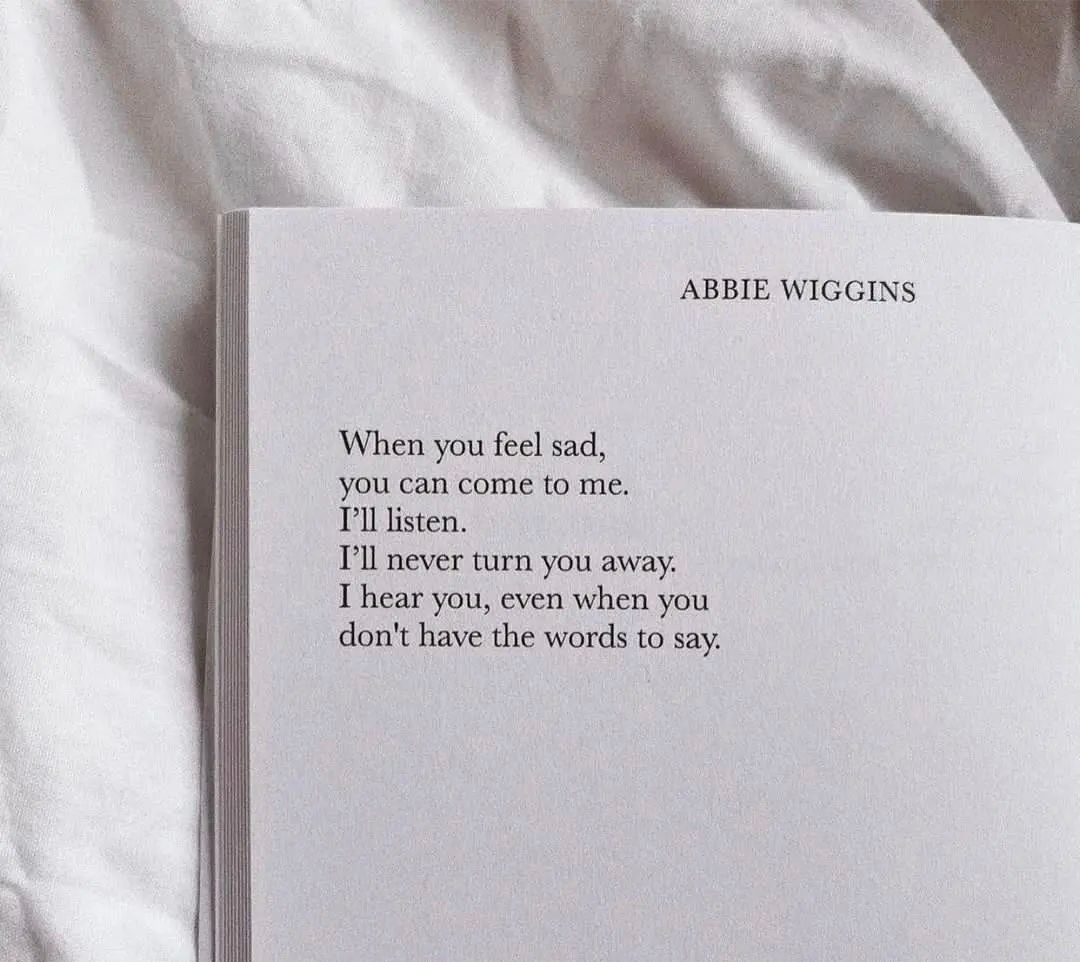 ABBIE WIGGINS
When you feel sad,
you can come to me.
I’ll listen.
I’ll never turn you away.
I hear you, even when you
don't have the words to say.